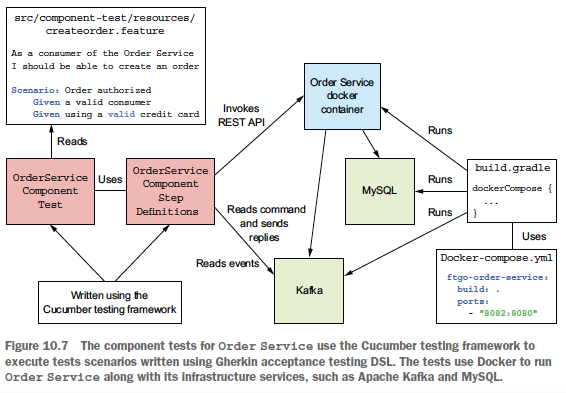 src/component-test/resources/
createorder.feature
As a consumer of the Order Service
I should be able to create an order
Scenario: Order authorized
Given a valid consumer
Given using a valid credit card
Reads
OrderService
Component
Test
Uses
OrderService
Component
Step
Definitions
Invokes
REST API
Order Service
docker
container
Runs
MySQL
Runs
build.gradle
dockerCompose {
...
}
Runs
Reads command
and sends
replies
Reads events
Kafka
Uses
Docker-compose.yml
ftgo-order-service:
build: .
ports:
- "8082:8080"
Written using the
Cucumber testing framework
Figure 10.7 The component tests for Order Service use the Cucumber testing framework to
execute tests scenarios written using Gherkin acceptance testing DSL. The tests use Docker to run
Order Service along with its infrastructure services, such as Apache Kafka and MySQL.